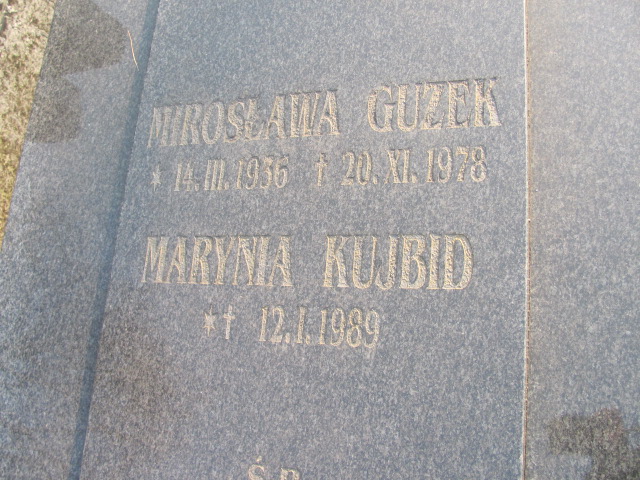 MIROSŁAWA GUZEK
* 14.III.1936 † 20.XI.1978
MARYNIA KUJBID
*† 12.I.1989
Ś.P.